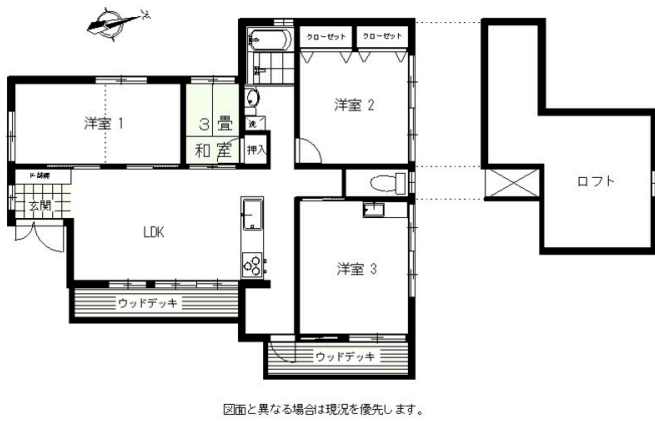 クローゼット
クローゼット
洋室 1
3 畳
和 室
洗
押入
洋室 2
ロフト
玄関
LDK
洋室 3
ウッドデッキ
ウッドデッキ
図面と異なる場合は現況を優先します。